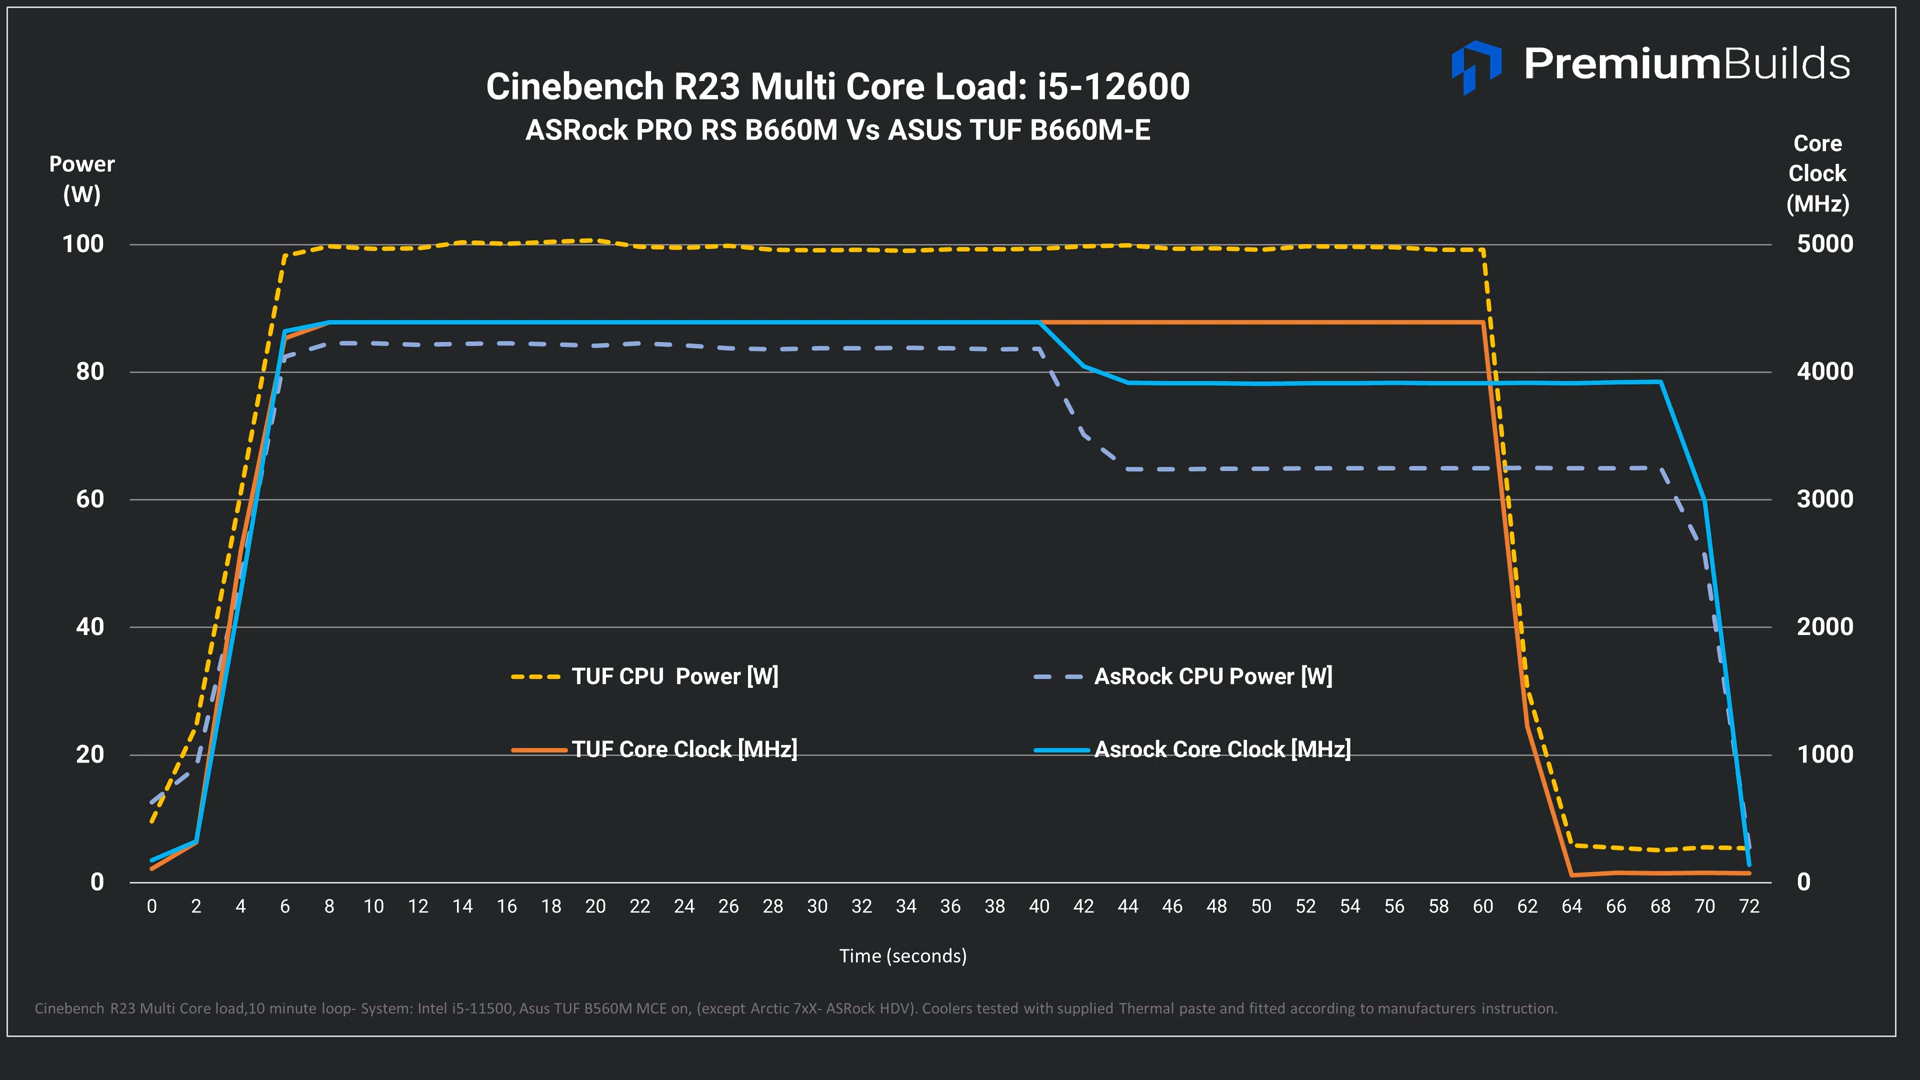 PremiumBuilds
Cinebench R23 Multi Core Load: i5-12600
ASRock PRO RS B660M Vs ASUS TUF B660M-E
Power
(W)
Core
Clock
(MHz)
100
80
60
40
20
0
5000
4000
3000
2000
1000
0
TUF CPU  Power [W]
AsRock CPU Power [W]
TUF Core Clock [MHz]
Asrock Core Clock [MHz]
0 2 4 6 8 10 12 14 16 18 20 22 24 26 28 30 32 34 36 38 40 42 44 46 48 50 52 54 56 58 60 62 64 66 68 70 72
Time (seconds)
Cinebench R23 Multi Core load,10 minute loop- System: Intel i5-11500, Asus TUF B560M MCE on, (except Arctic 7xX- ASRock HDV). Coolers tested with supplied Thermal paste and fitted according to manufacturers instruction.